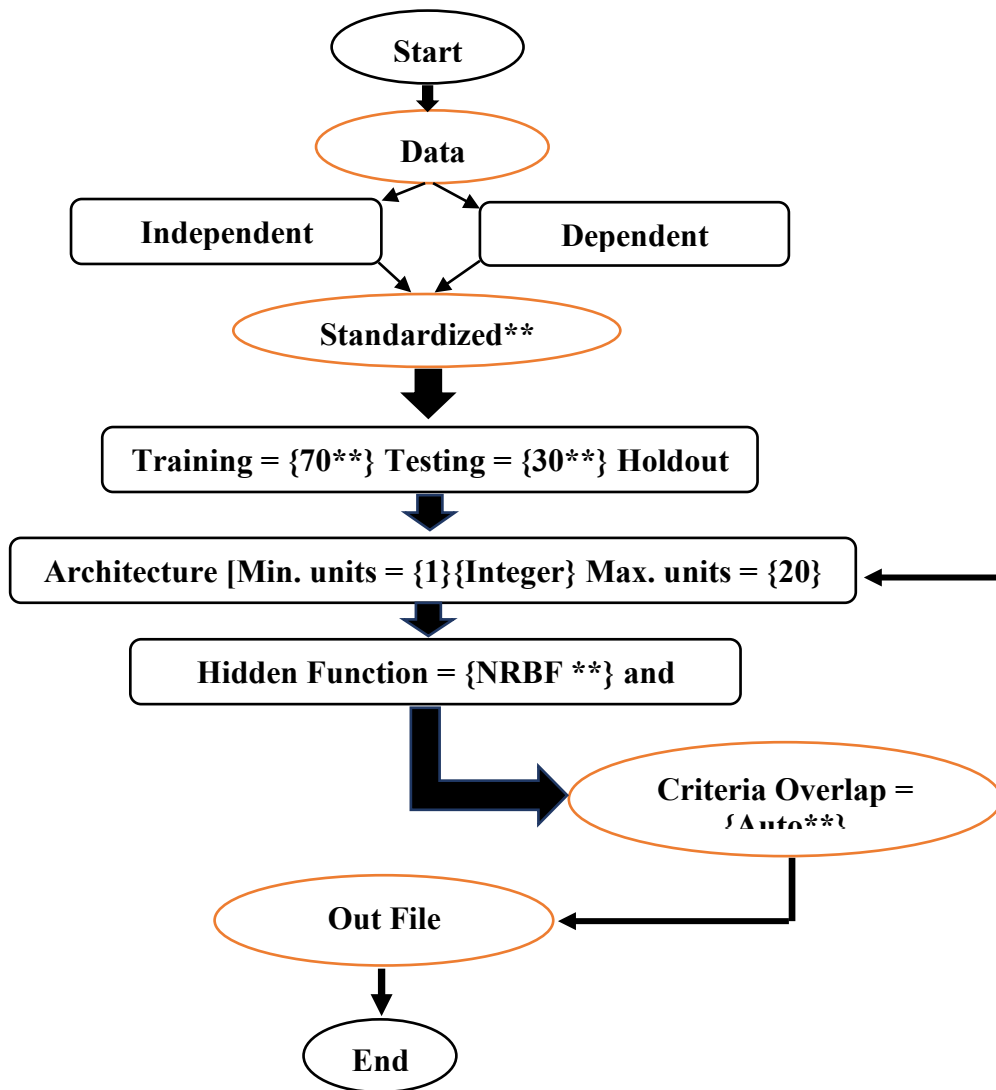 Start
Data
Independent
Dependent
Standardized**
Training = {70**} Testing = {30**} Holdout
Architecture [Min. units = {1}{Integer} Max. units = {20}
Hidden Function = {NRBF **} and
Criteria Overlap =
{Auto**}
Out File
End